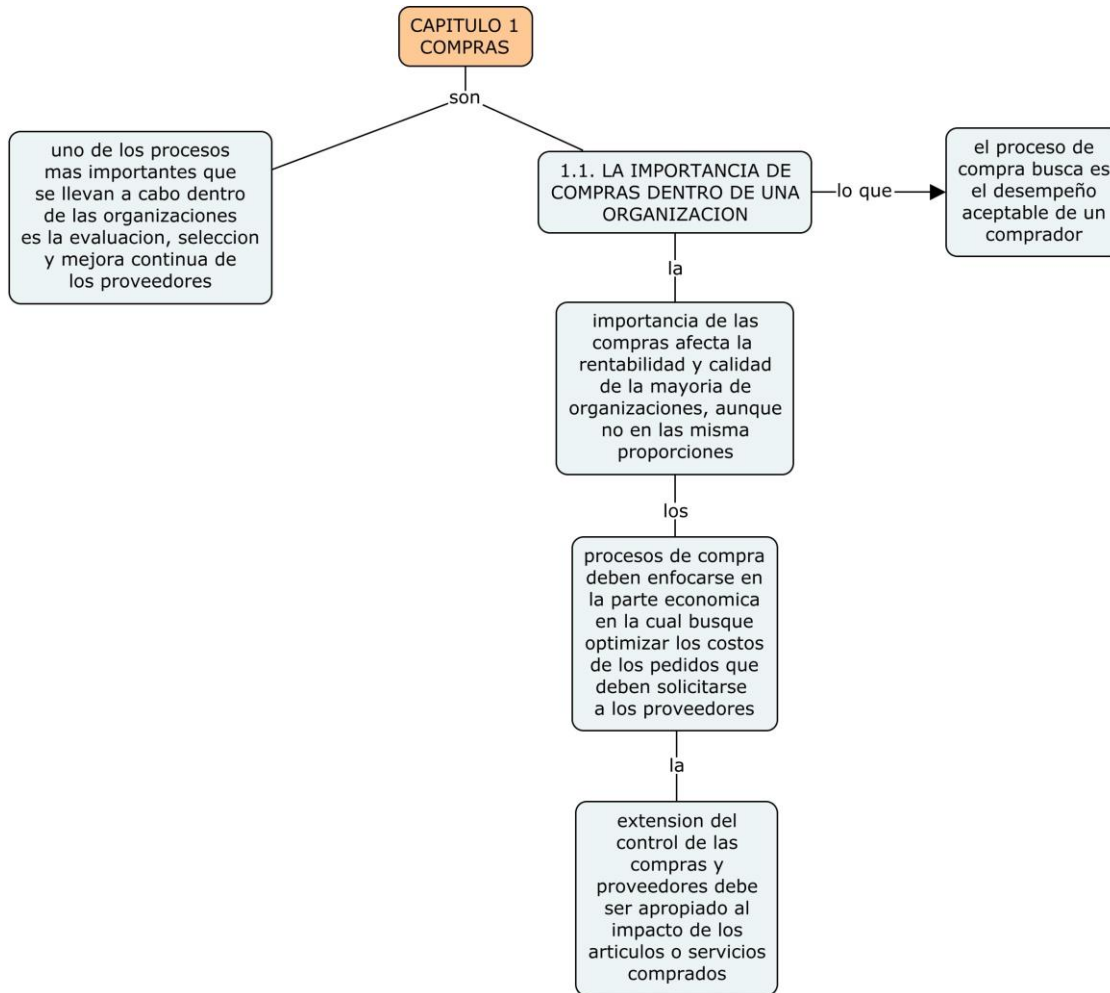 CAPITULO 1
COMPRAS
son
uno de los procesos
mas importantes que
se llevan a cabo dentro
de las organizaciones
es la evaluacion, seleccion
y mejora continua de
los proveedores
1.1. LA IMPORTANCIA DE
COMPRAS DENTRO DE UNA
ORGANIZACION
lo que
el proceso de
compra busca es
el desempeño
aceptable de un
comprador
la
importancia de las
compras afecta la
rentabilidad y calidad
de la mayoria de
organizaciones, aunque
no en las misma
proporciones
los
procesos de compra
deben enfocarse en
la parte economica
en la cual busque
optimizar los costos
de los pedidos que
deben solicitarse
a los proveedores
la
extension del
control de las
compras y
proveedores debe
ser apropiado al
impacto de los
articulos o servicios
comprados